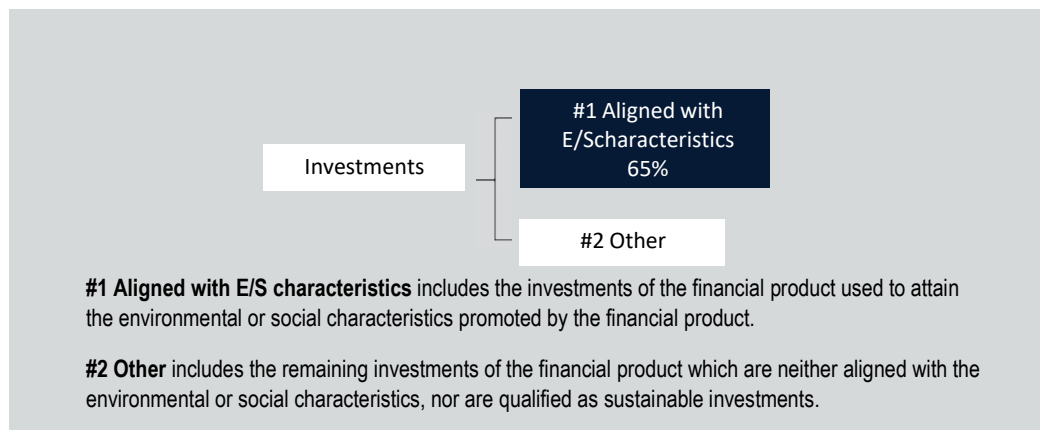 #1 Aligned with
E/Scharacteristics
65%
Investments
#2 Other
#1 Aligned with E/S characteristics includes the investments of the financial product used to attain
the environmental or social characteristics promoted by the financial product.
#2 Other includes the remaining investments of the financial product which are neither aligned with the
environmental or social characteristics, nor are qualified as sustainable investments.